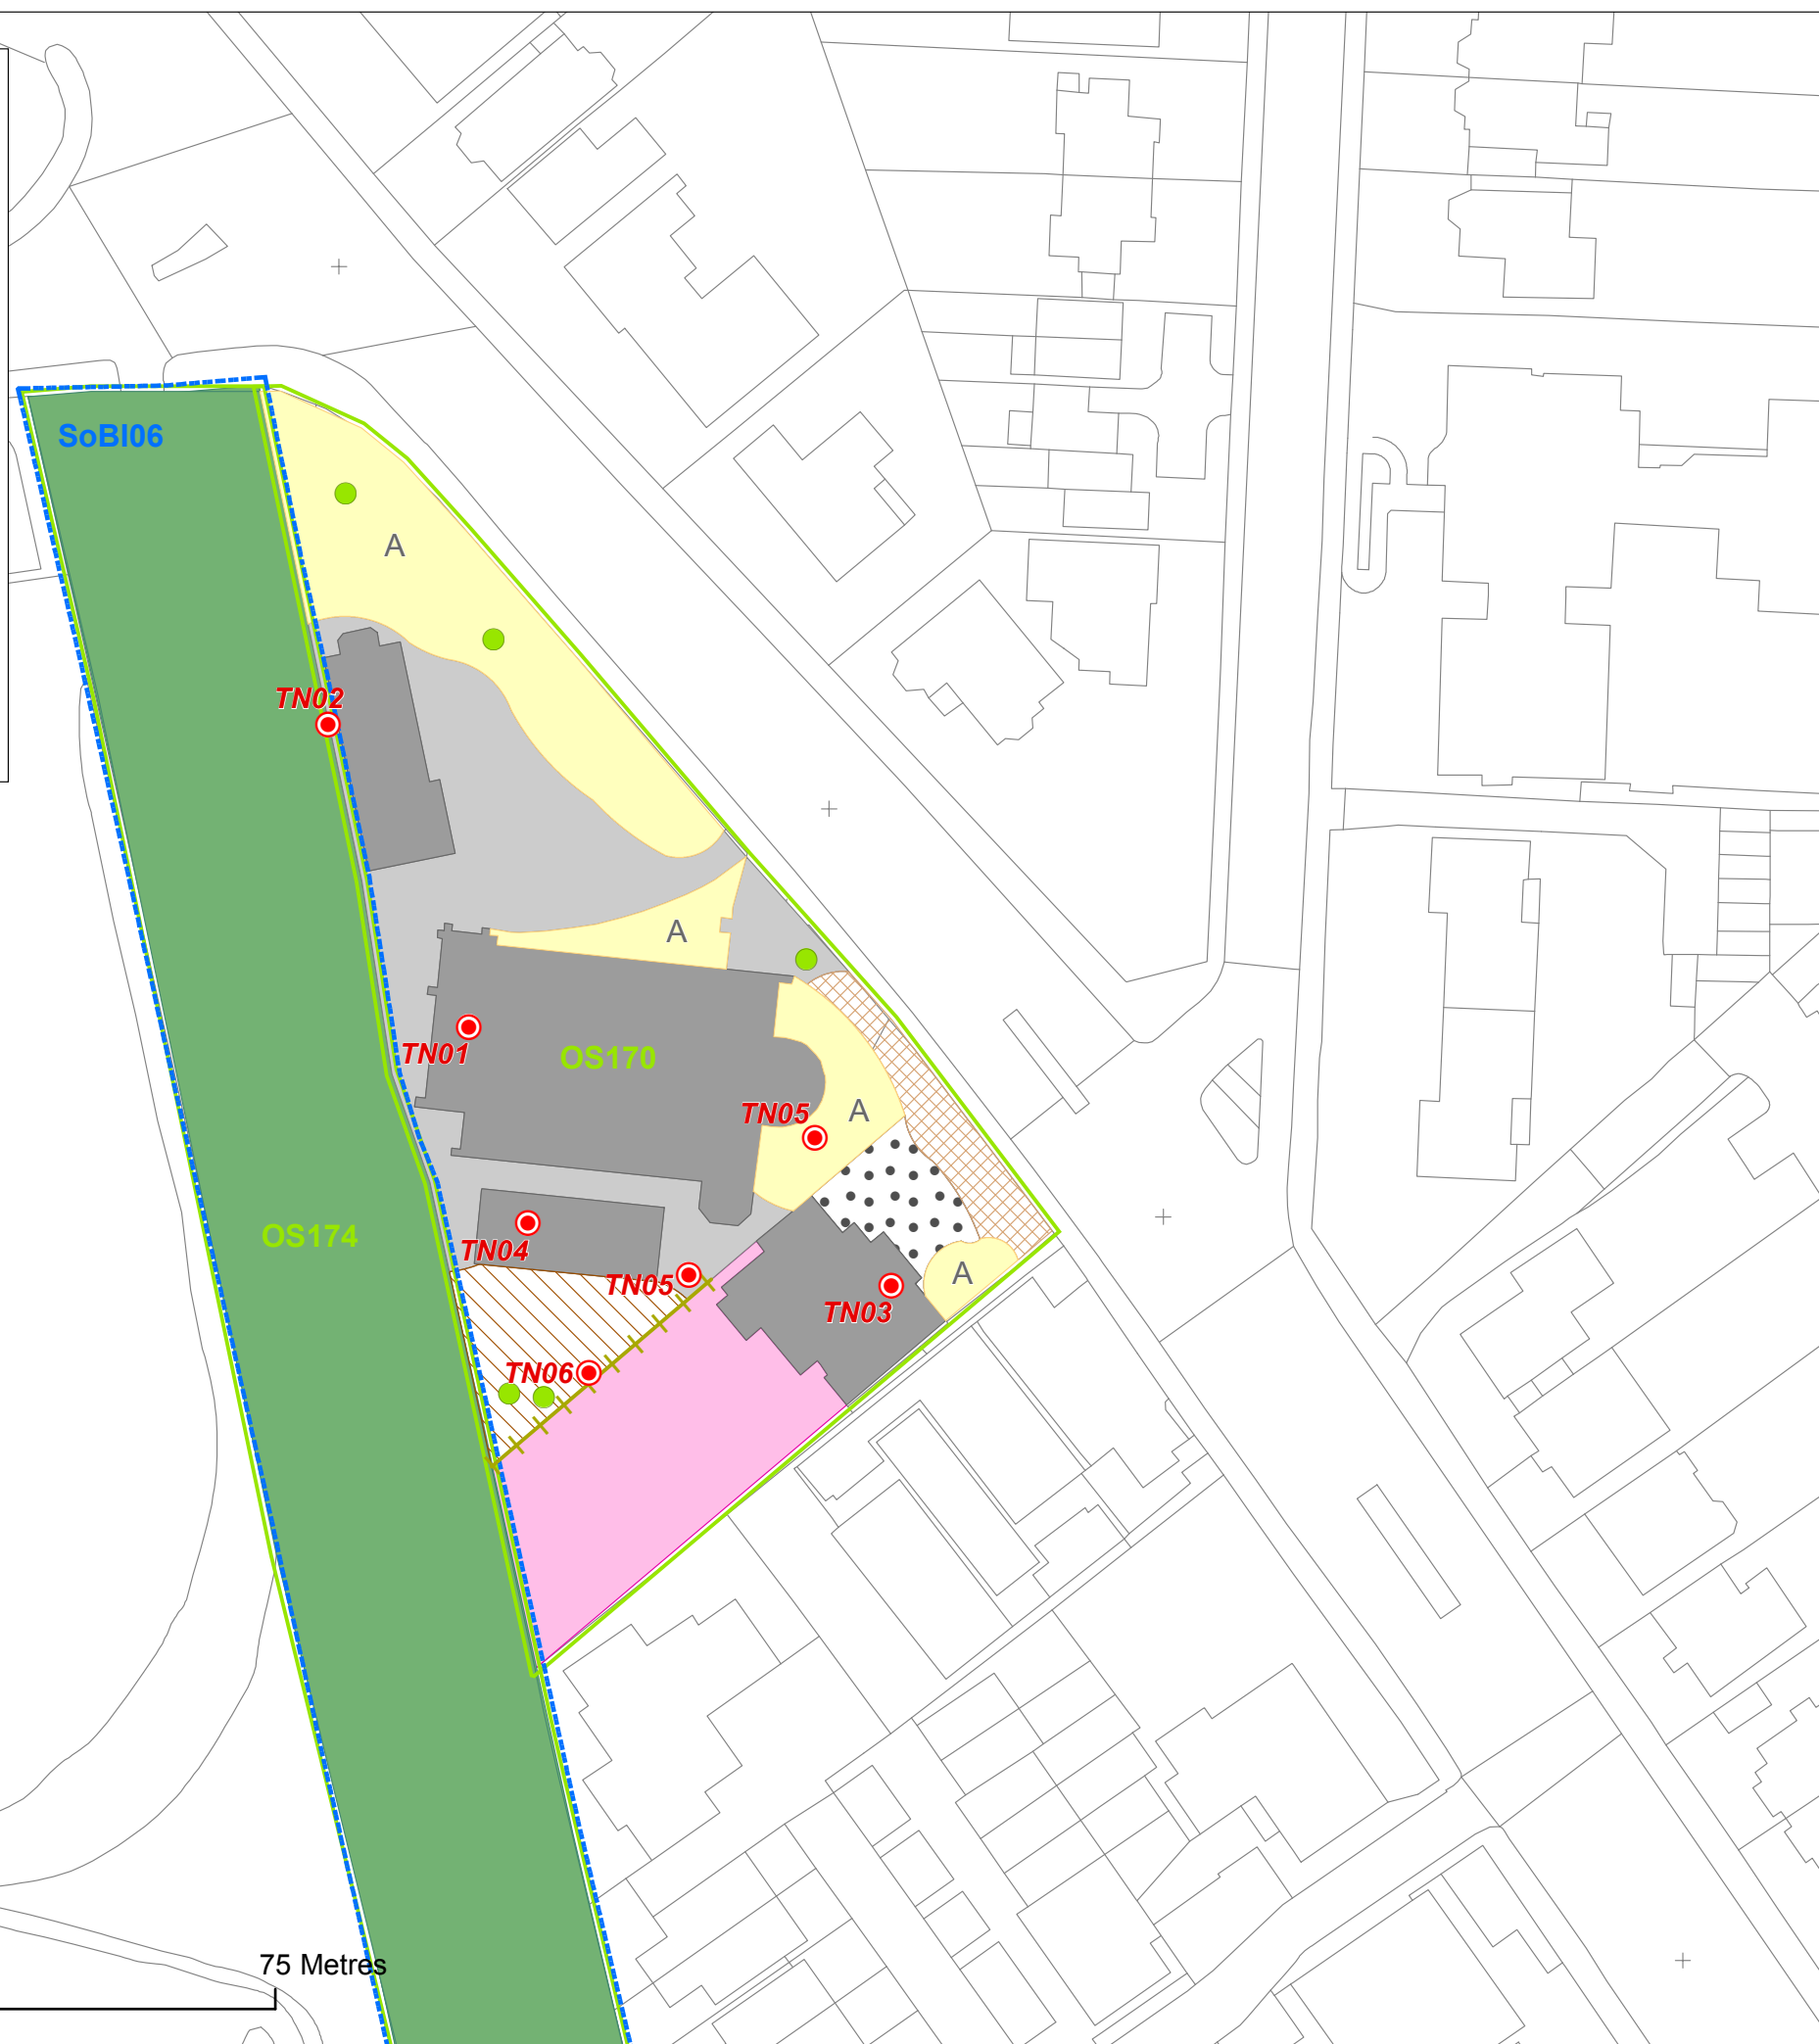 SoBI06
A
TN02
A
TN01
OS170
TN05
A
OS174
TN04
TN05
A
TN03
TN06
75 Metres